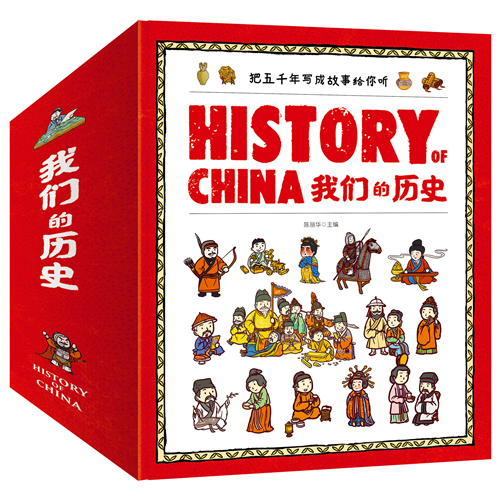 把五千年写成故事给你听
HISTORY OF
CHINA 我们的历史
陈丽华◎主编
我们的历史
HISTORY
OF
CHINA